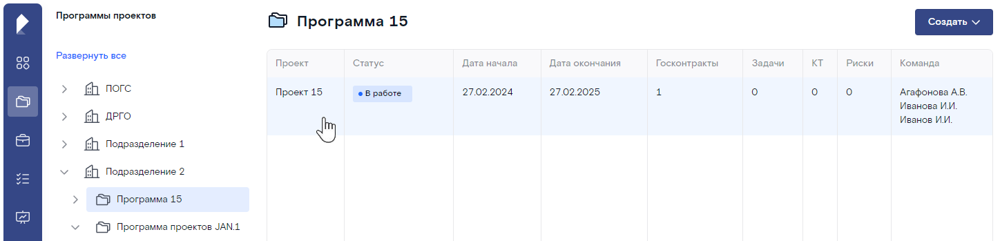 Программы проектов
Развернуть все
ПОГС
ДРГО
Подразделение 1
Подразделение 2
Программа 15
Программа проектов JAN.1
Программа 15
Создать
Проект Статус Дата начала Дата окончания Госконтракты Задачи КТ Риски Команда
Проект 15 В работе 27.02.2024 27.02.2025 1 0 0 0 Агафонова А.В.
Иванова И.И.
Иванов И.И.